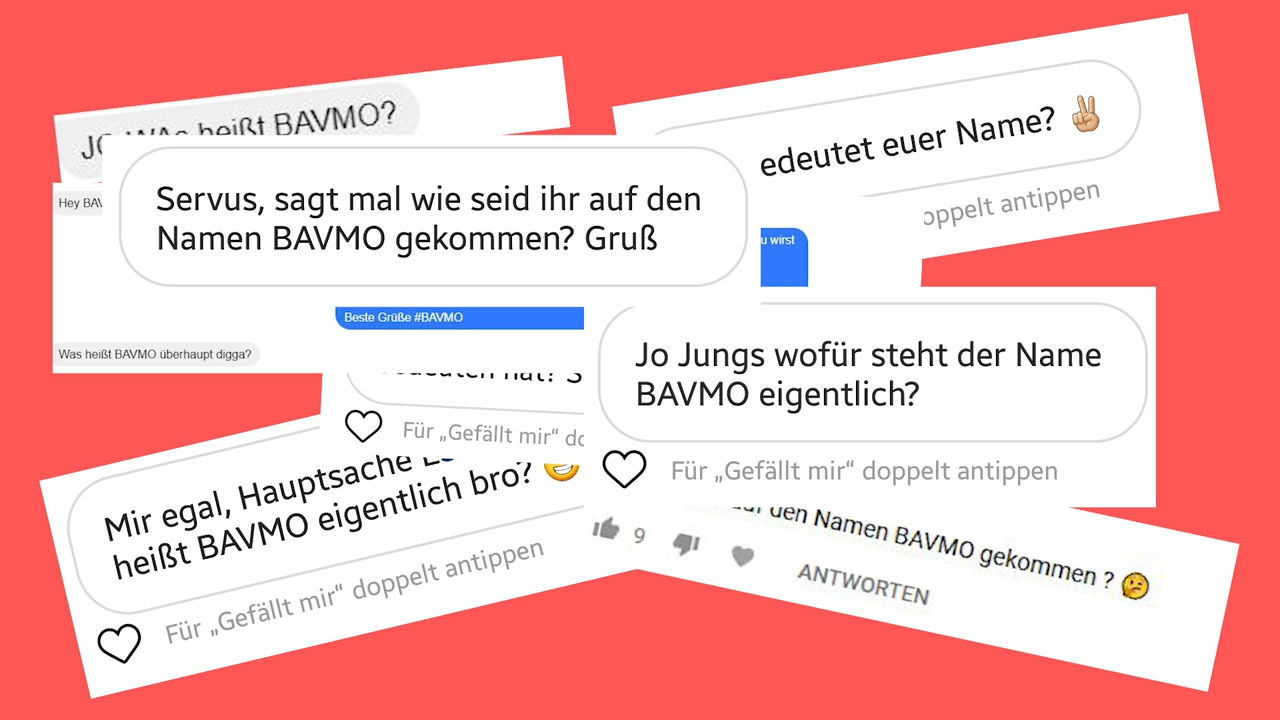 heißt BAVMO?
edeutet euer Name? ✌🏼
oppelt antippen
Hey BAV
Servus, sagt mal wie seid ihr auf den
Namen BAVMO gekommen? Gruß
u wirst
Beste Grüße #BAVMO
Was heißt BAVMO überhaupt digga?
Jo Jungs wofür steht der Name
BAVMO eigentlich?
Für „Gefällt mir“ doppelt antippen
Für „Gefällt mir“ do
Mir egal, Hauptsache
heißt BAVMO eigentlich bro?
Für „Gefällt mir“ doppelt antippen
den Namen BAVMO gekommen ? 🤔
9
ANTWORTEN